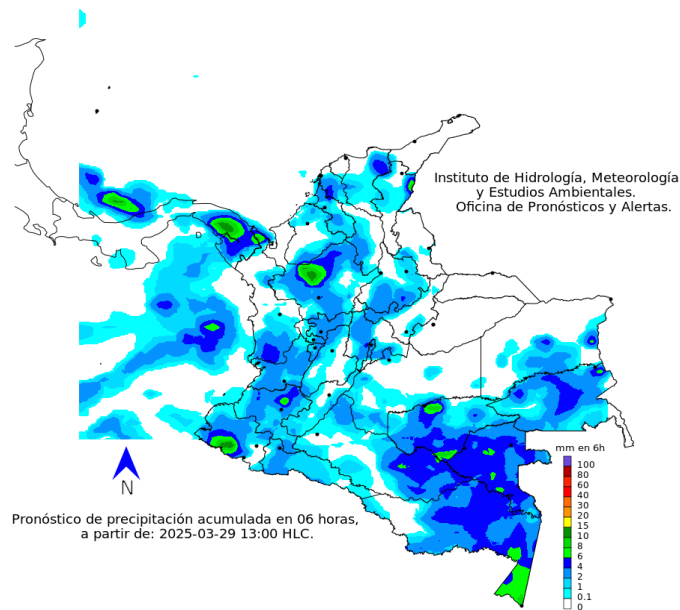 Instituto de Hidrología, Meteorología
y Estudios Ambientales.
Oficina de Pronósticos y Alertas.
mm en 6h
100
80
60
40
30
20
15
10
8
6
4
2
1
0.1
0
N
Pronóstico de precipitación acumulada en 06 horas,
a partir de: 2025-03-29 13:00 HLC.